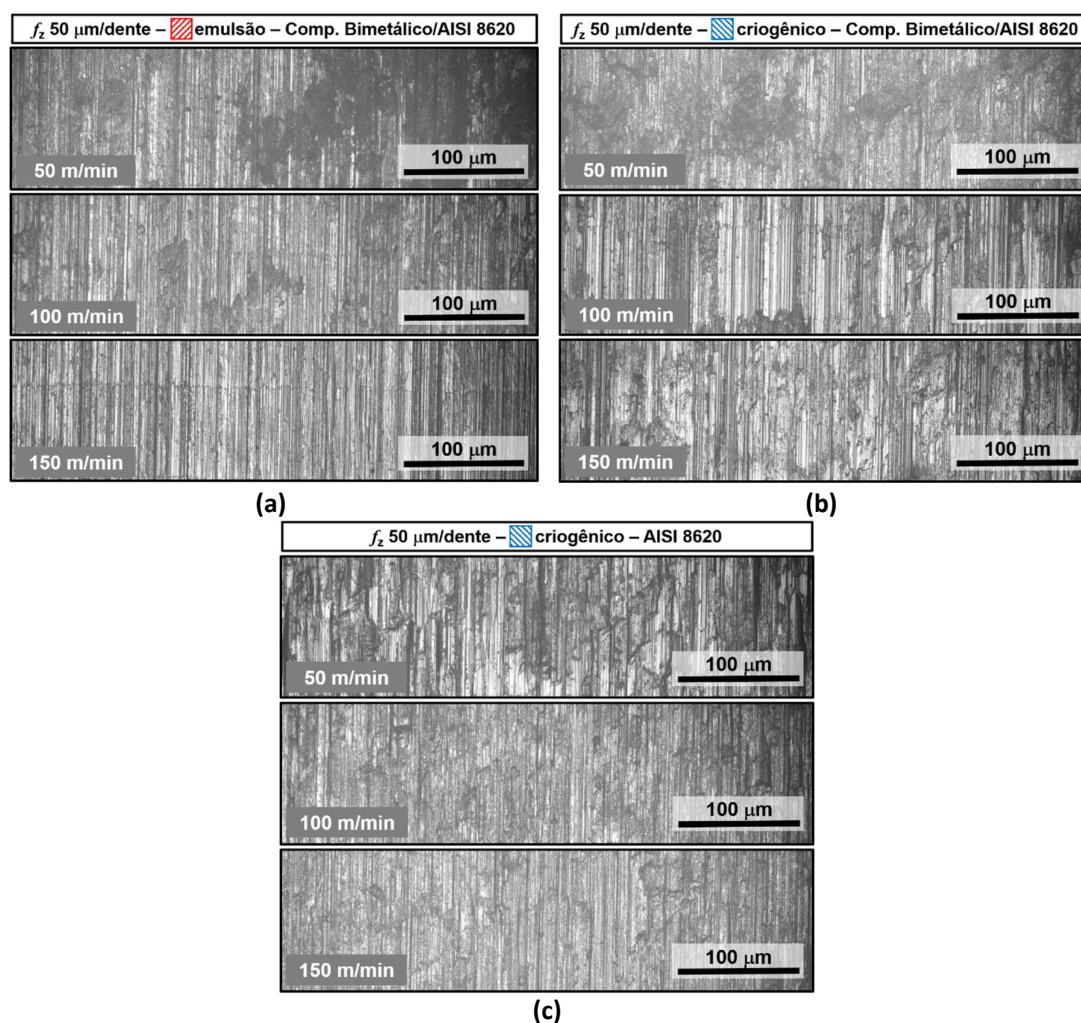 fz 50 μm/dente – emulsão – Comp. Bimetálico/AISI 8620
50 m/min
100 μm
100 m/min
100 μm
150 m/min
100 μm
(a)
fz 50 μm/dente – criogênico – Comp. Bimetálico/AISI 8620
50 m/min
100 μm
100 m/min
100 μm
150 m/min
100 μm
(b)
fz 50 μm/dente – criogênico – AISI 8620
50 m/min
100 μm
100 m/min
100 μm
150 m/min
100 μm
(c)